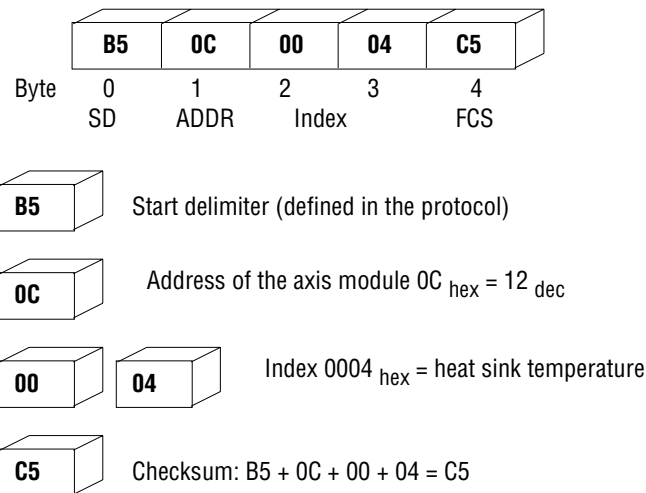 B5 0C 00 04 C5
Byte 0 1 2 3 4
SD ADDR Index FCS
B5 Start delimiter (defined in the protocol)
0C Address of the axis module 0C hex = 12 dec
00 04 Index 0004 hex = heat sink temperature
C5 Checksum: B5 + 0C + 00 + 04 = C5